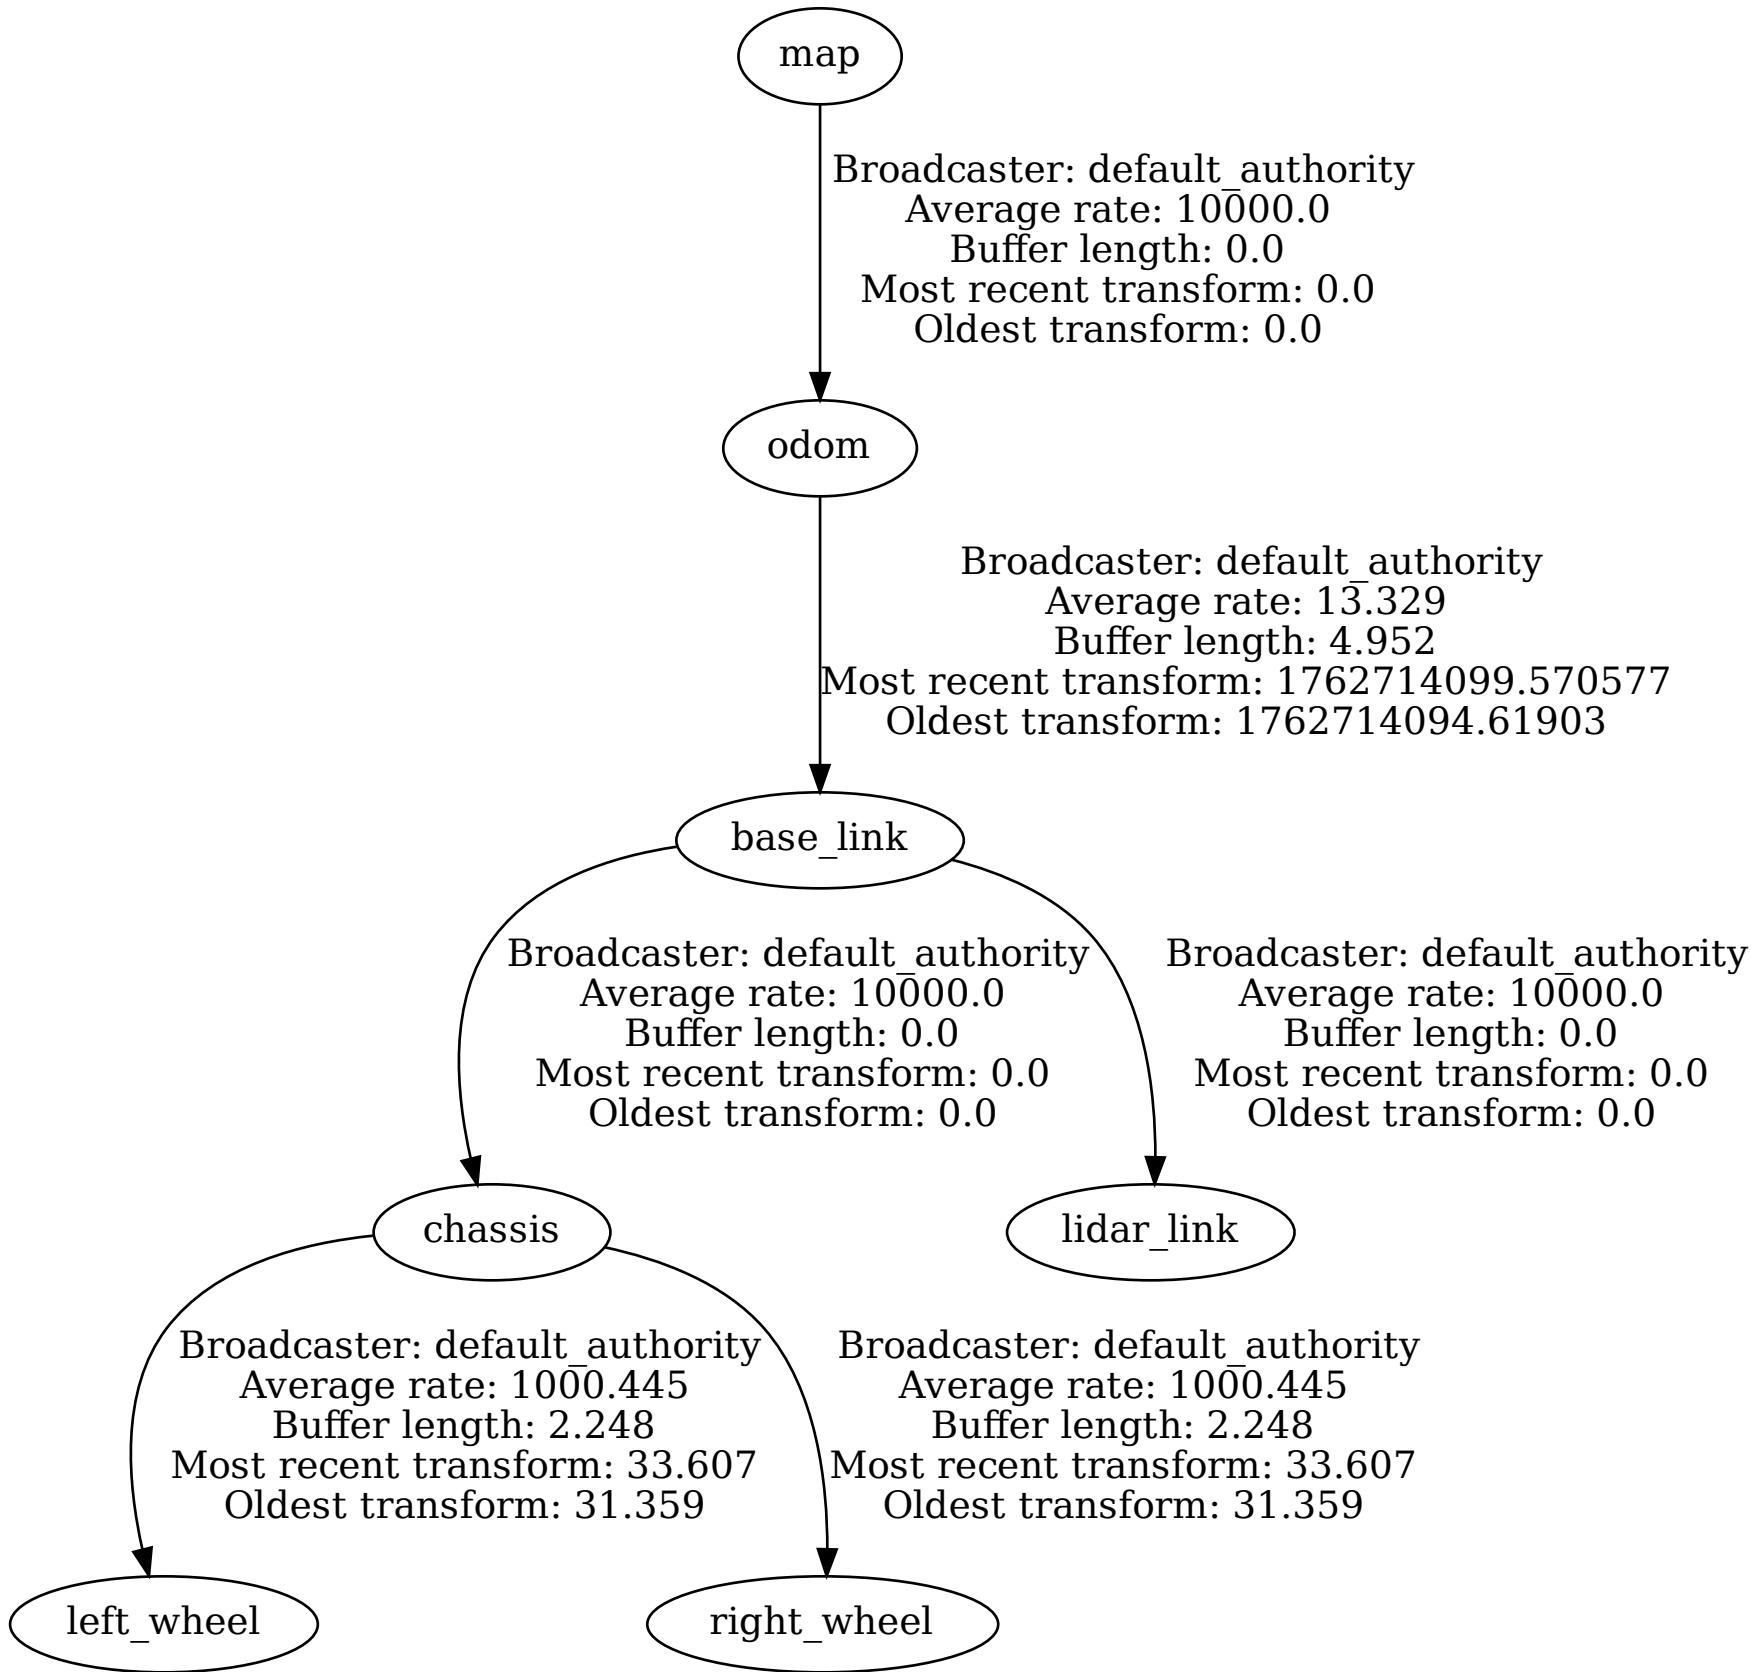 map
Broadcaster: default_authority
Average rate: 10000.0
Buffer length: 0.0
Most recent transform: 0.0
Oldest transform: 0.0
odom
Broadcaster: default_authority
Average rate: 13.329
Buffer length: 4.952
Most recent transform: 1762714099.570577
Oldest transform: 1762714094.61903
base_link
Broadcaster: default_authority
Average rate: 10000.0
Buffer length: 0.0
Most recent transform: 0.0
Oldest transform: 0.0
Broadcaster: default_authority
Average rate: 10000.0
Buffer length: 0.0
Most recent transform: 0.0
Oldest transform: 0.0
chassis
lidar_link
Broadcaster: default_authority
Average rate: 1000.445
Buffer length: 2.248
Most recent transform: 33.607
Oldest transform: 31.359
Broadcaster: default_authority
Average rate: 1000.445
Buffer length: 2.248
Most recent transform: 33.607
Oldest transform: 31.359
left_wheel
right_wheel